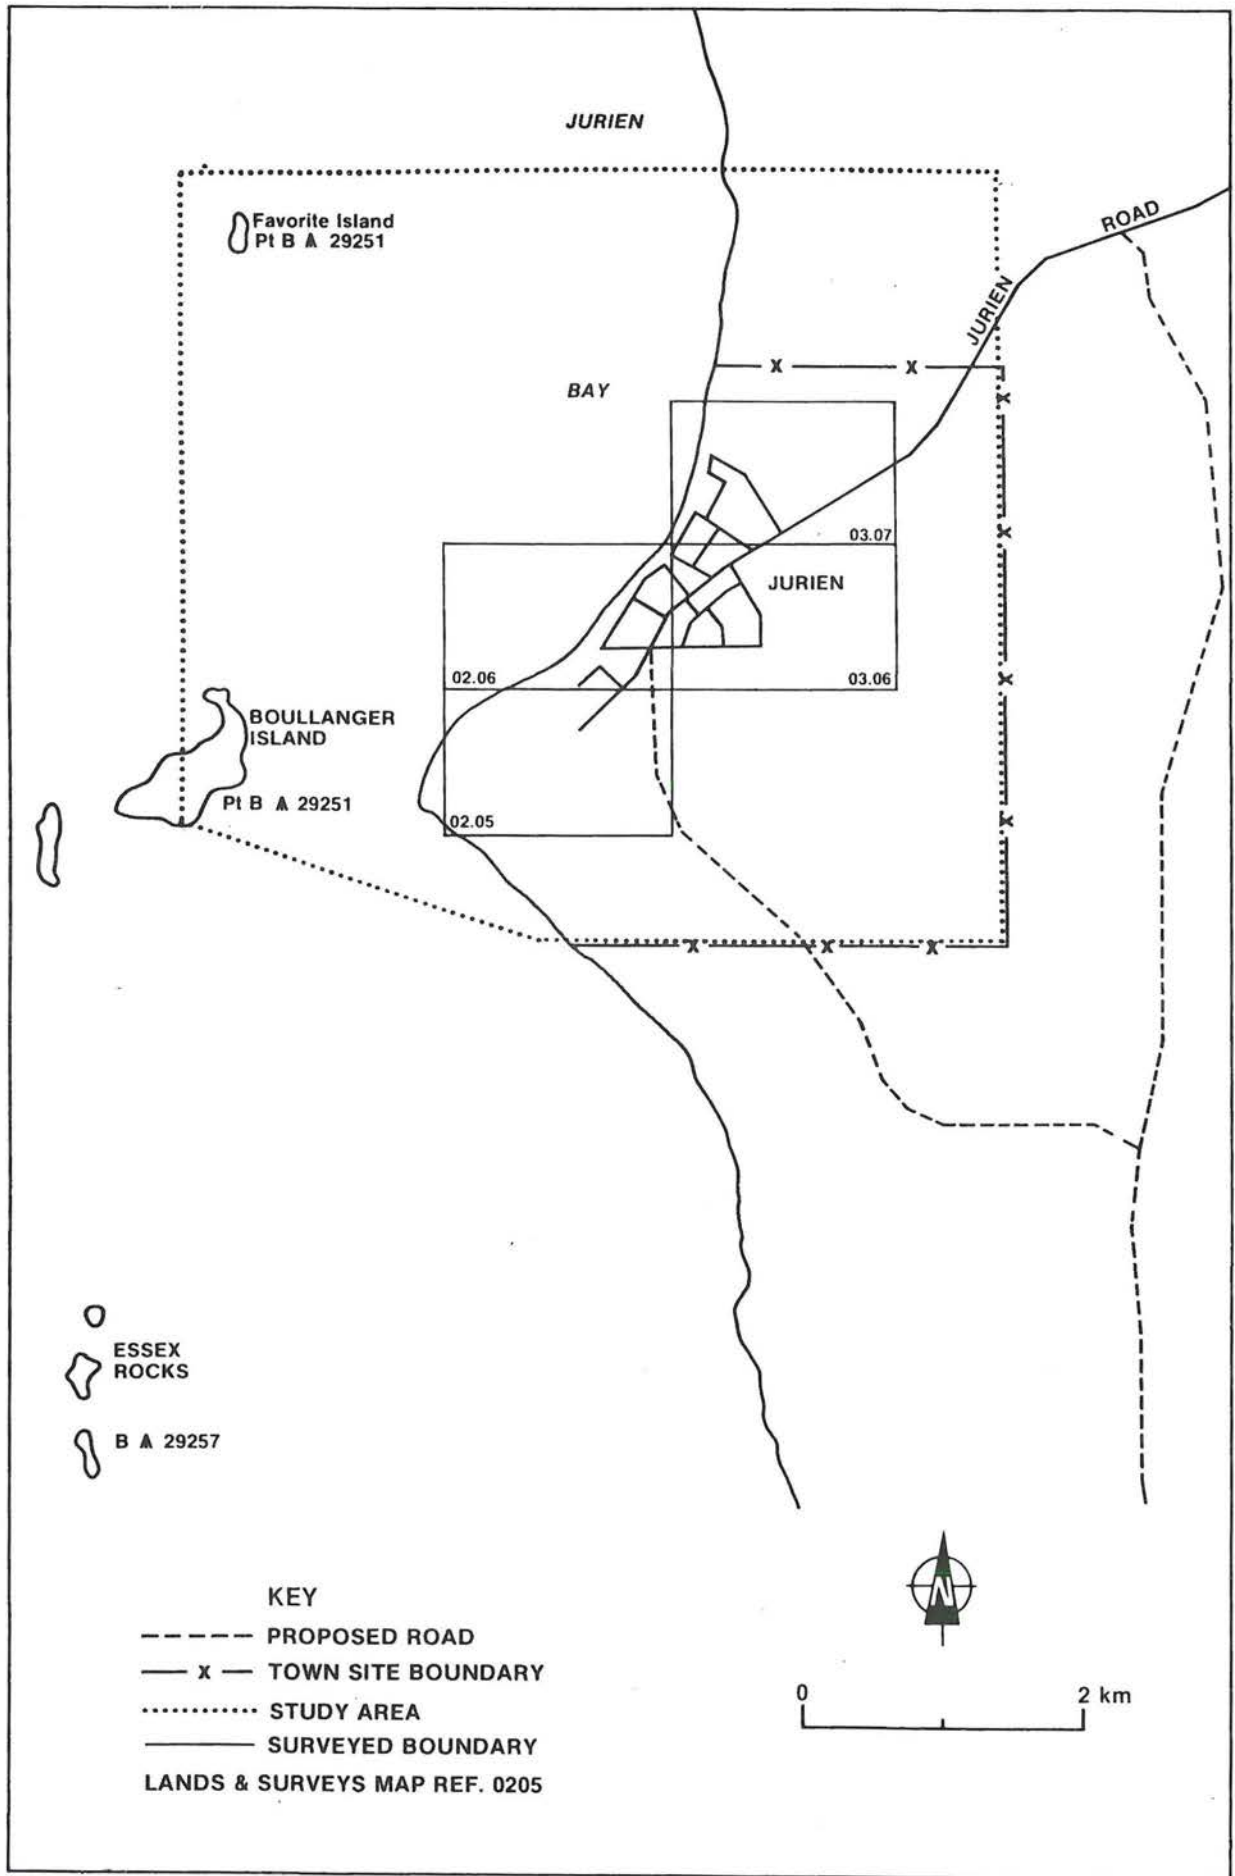 JURIEN
Favorite Island
Pt B A 29251
ROAD
JURIEN
BAY
X X
X
03.07
X
JURIEN
02.06
03.06
X
BOULLANGER
ISLAND
Pt B A 29251
02.05
X
X X X
ESSEX
ROCKS
B A 29257
N
KEY
PROPOSED ROAD
X TOWN SITE BOUNDARY
STUDY AREA
SURVEYED BOUNDARY
LANDS & SURVEYS MAP REF. 0205
0 2 km